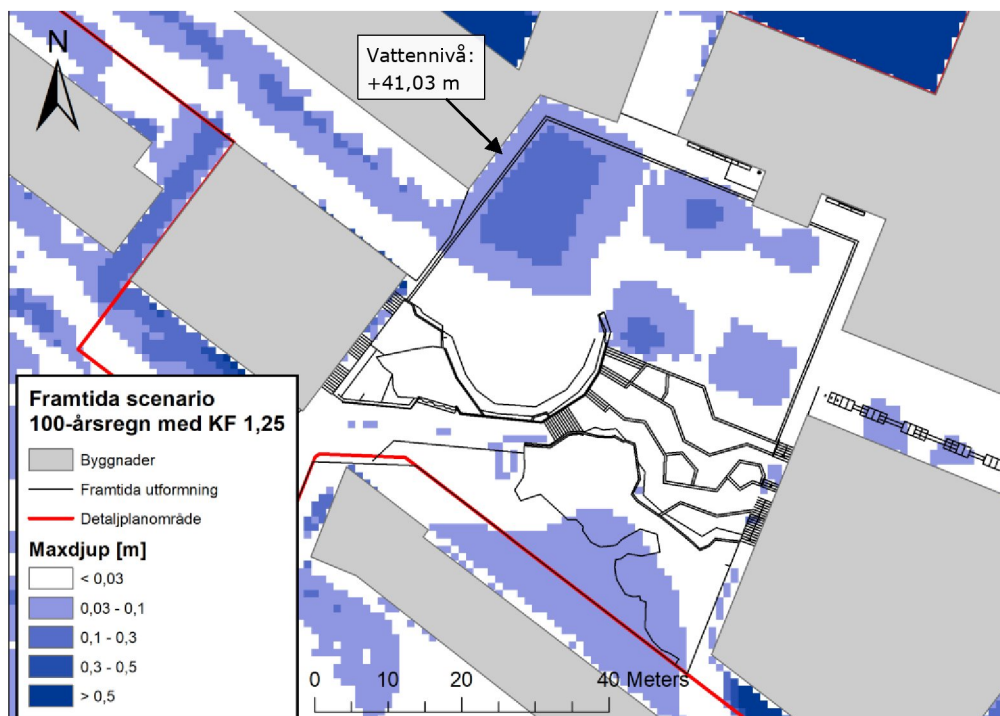 N
Vattennivå:
+41,03 m
Framtida scenario
100-årsregn med KF 1,25
Byggnader
Framtida utformning
Detaljplanområde
Maxdjup [m]
< 0,03
0,03 - 0,1
0,1 - 0,3
0,3 - 0,5
> 0,5
0 10 20 40 Meters